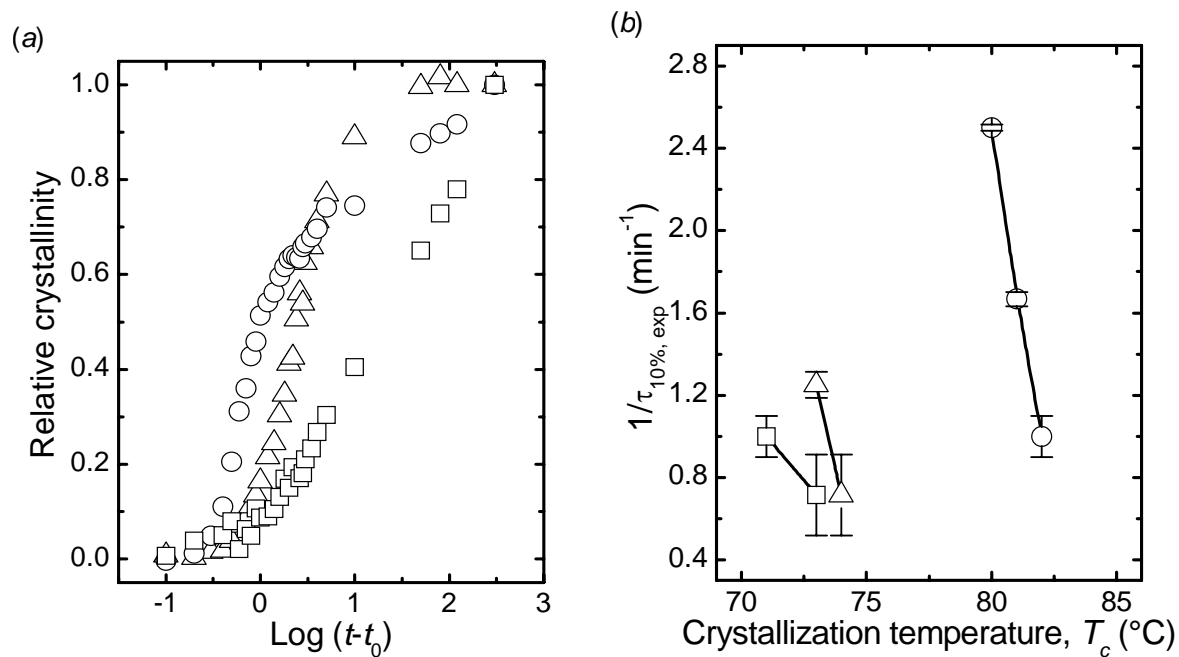 (a)
Relative crystallinity
1.0
0.8
0.6
0.4
0.2
0.0
-1 0 1 2 3
Log (t-t0)
(b)
1/τ10%, exp (min-1)
2.8
2.4
2.0
1.6
1.2
0.8
0.4
70 75 80 85
Crystallization temperature, Tc (°C)